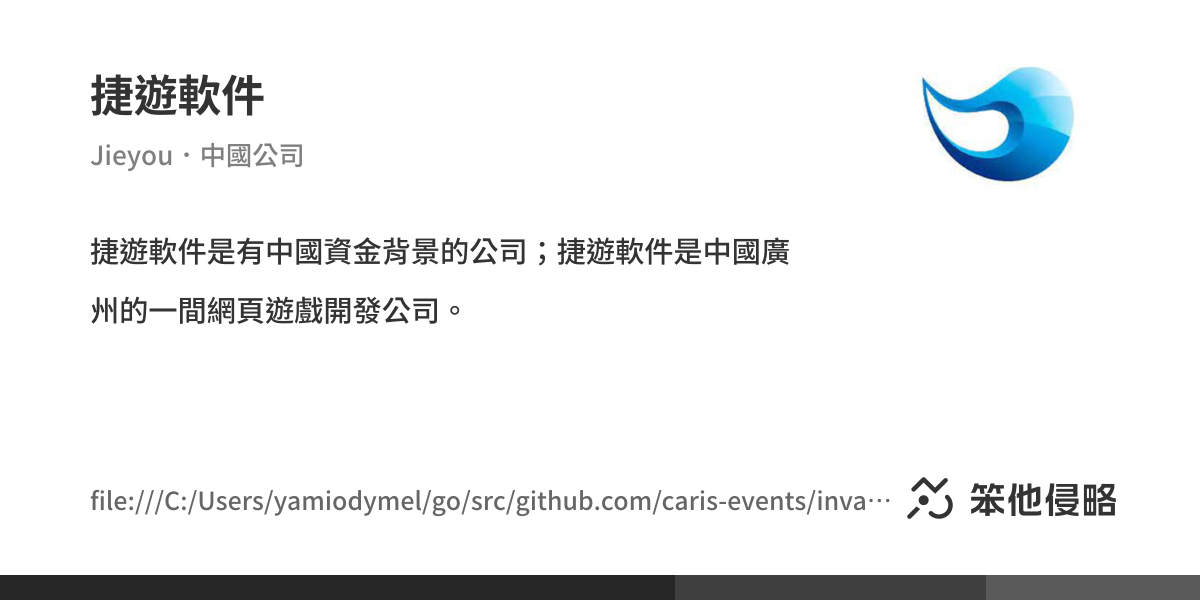 捷遊軟件
Jieyou・中國公司
捷遊軟件是有中國資金背景的公司；捷遊軟件是中國廣
州的一間網頁遊戲開發公司。
file:///C:/Users/yamiodymel/go/src/github.com/caris-events/inva…
笨他侵略